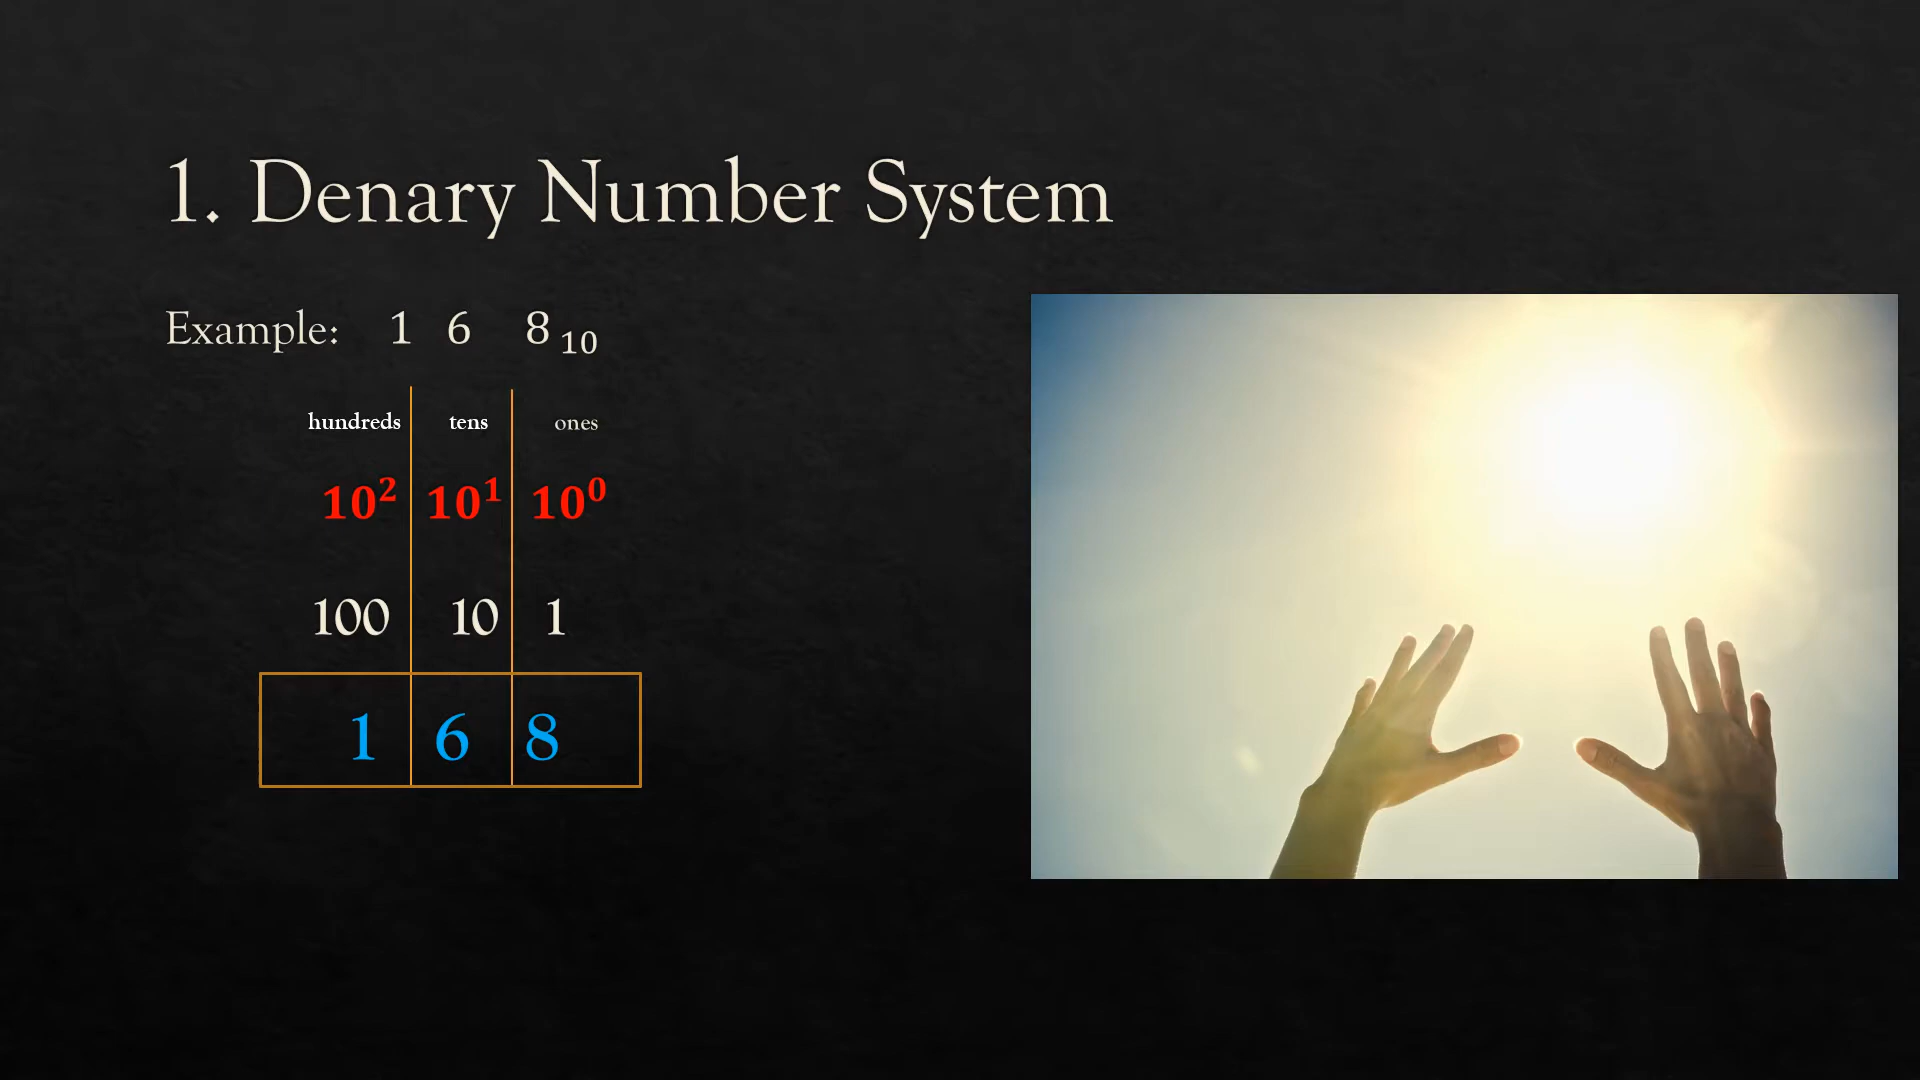 1. Denary Number System
Example: 1 6 8 ₁₀
hundreds tens ones
10² 10¹ 10⁰
100 10 1
1 6 8